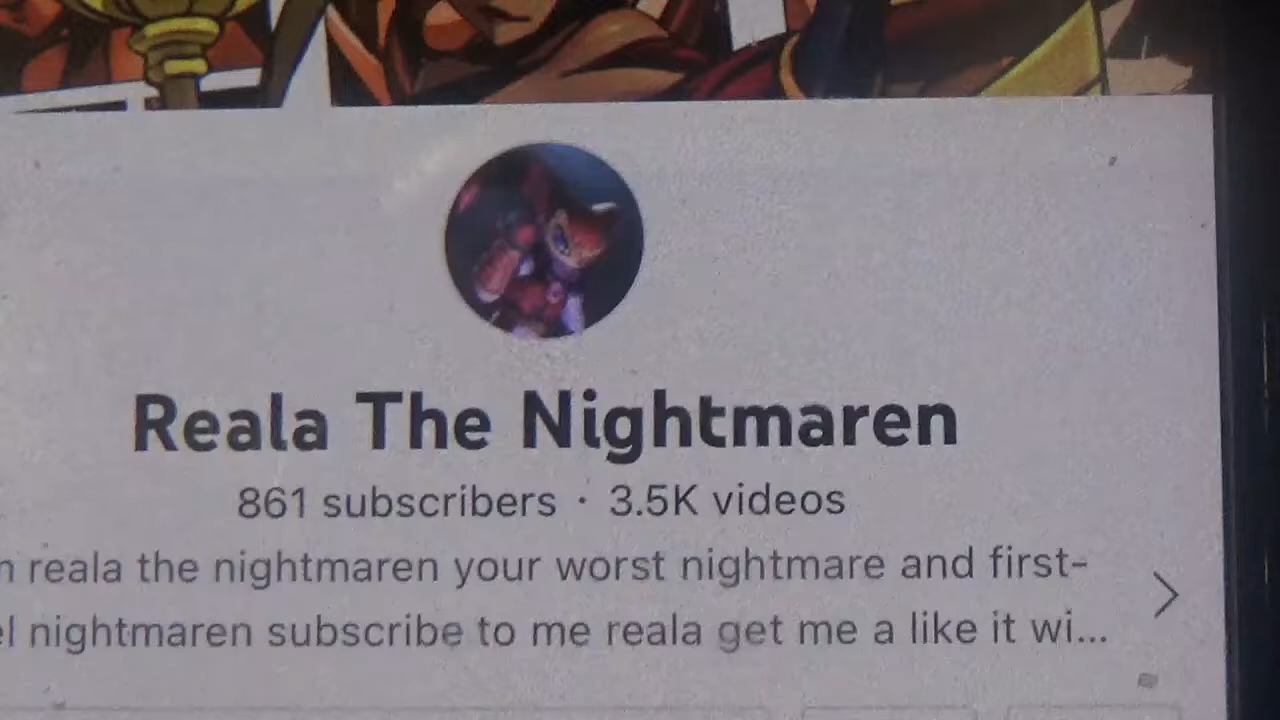 Reala The Nightmaren
861 subscribers · 3.5K videos
reala the nightmaren your worst nightmare and first-
nightmaren subscribe to me reala get me a like it wi...